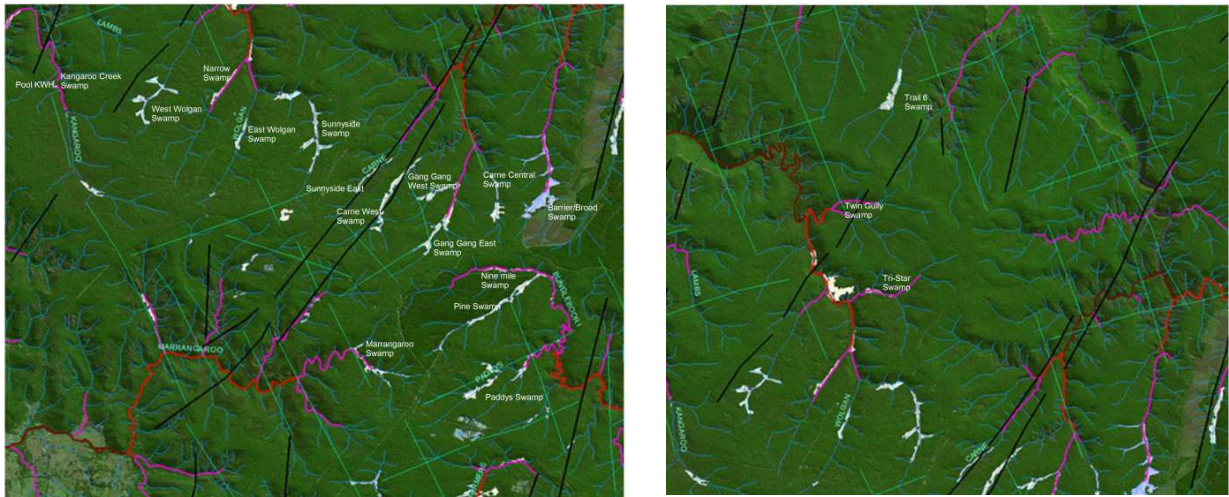 LAMBS
Narrow
Swamp
Pool KWH
Kangaroo Creek
Swamp
West Wolgan
Swamp
KANGAROO
WOLGAN
East Wolgan
Swamp
Sunnyside
Swamp
CARNE
Sunnyside East
Gang Gang
West Swamp
Carne Central
Swamp
Carne West
Swamp
Barrier/Broad
Swamp
Gang Gang East
Swamp
Nine mile
Swamp
BUNGLEBOORI
Pine Swamp
MARRANGAROO
Marrangaroo
Swamp
PADDYS
Paddys Swamp
Trail 6
Swamp
Twin Gully
Swamp
LAMBS
Tri-Star
Swamp
KANGAROO
WOLGAN
CARNE